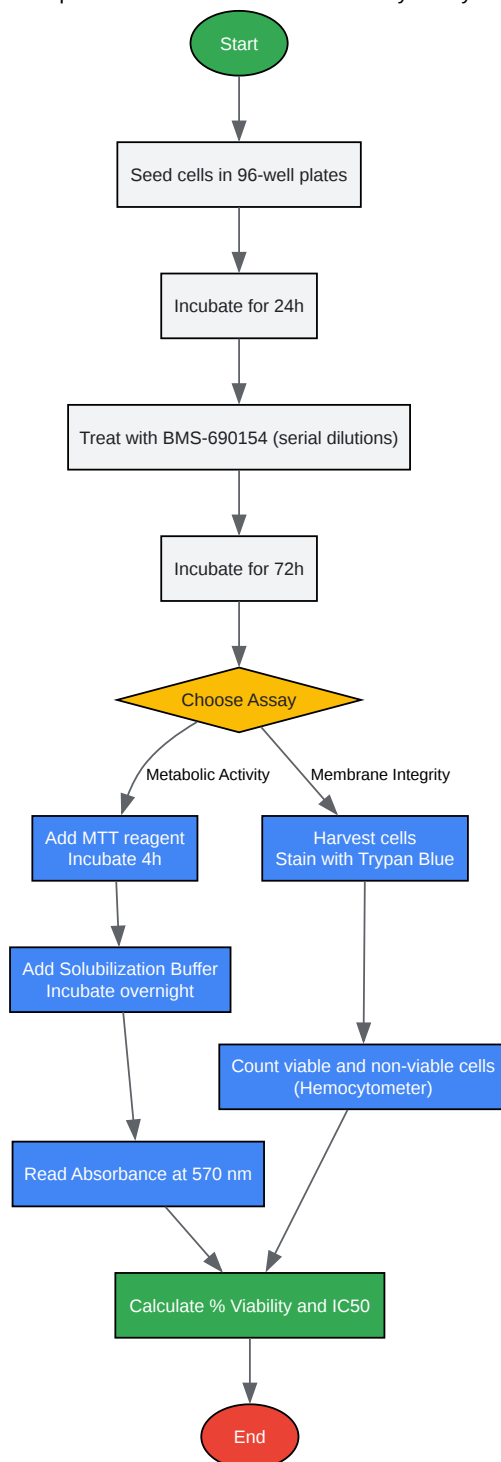 Start
Seed cells in 96-well plates
Incubate for 24h
Treat with BMS-690154 (serial dilutions)
Incubate for 72h
Choose Assay
Metabolic Activity
Membrane Integrity
Add MTT reagent
Incubate 4h
Harvest cells
Stain with Trypan Blue
Add Solubilization Buffer
Incubate overnight
Count viable and non-viable cells
(Hemocytometer)
Read Absorbance at 570 nm
Calculate % Viability and IC50
End